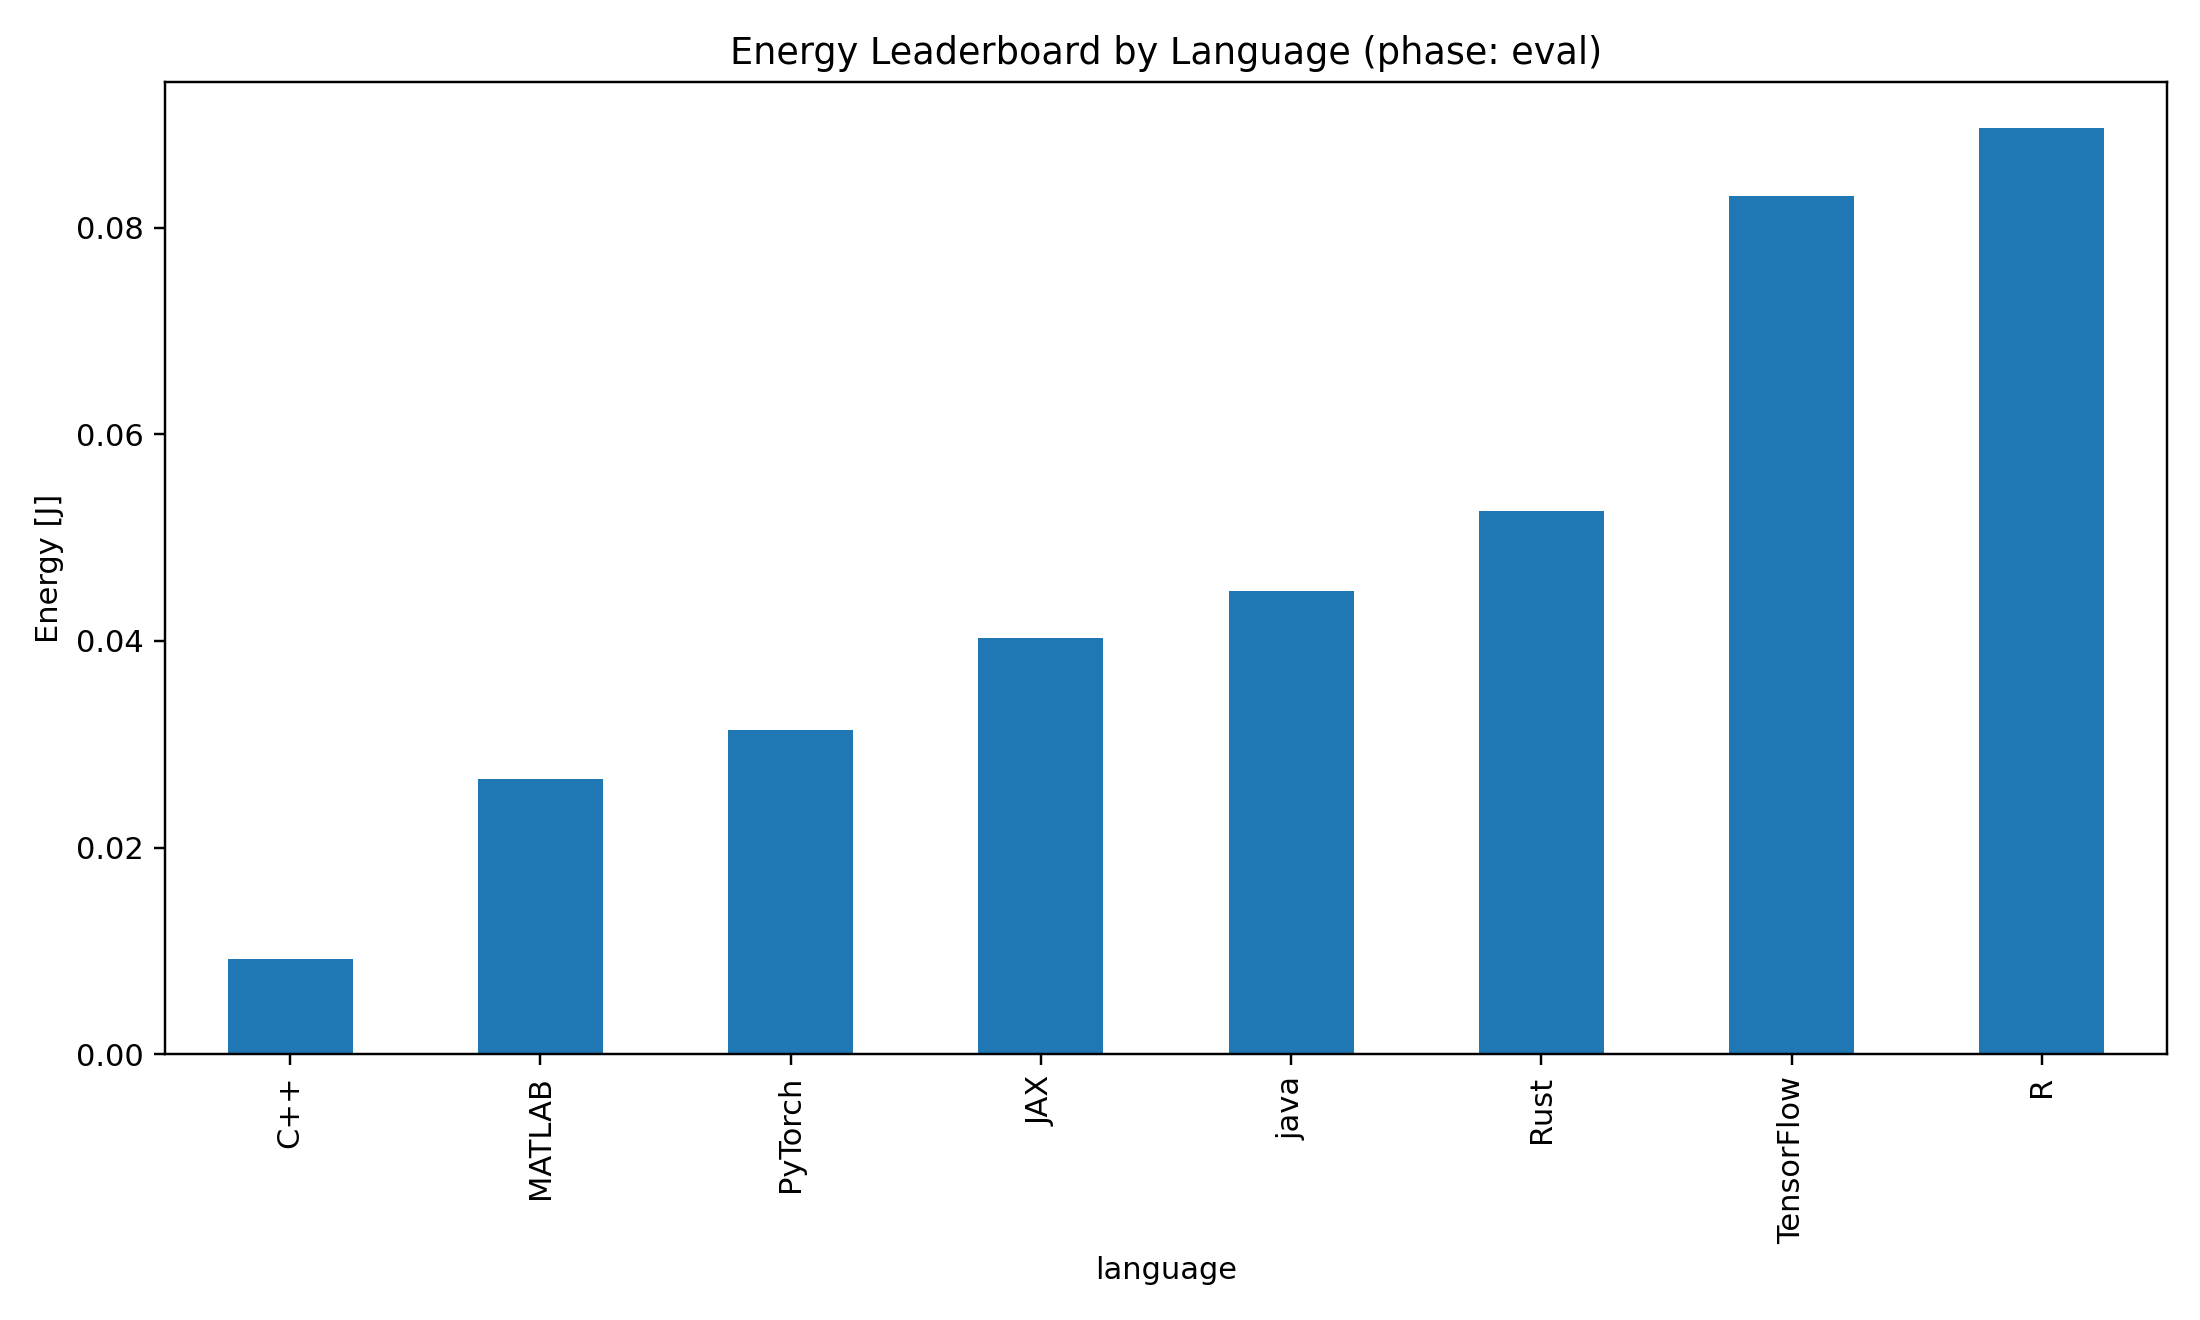 Energy Leaderboard by Language (phase: eval)
Energy [J]
0.08
0.06
0.04
0.02
0.00
C++
MATLAB
PyTorch
JAX
java
Rust
TensorFlow
R
language